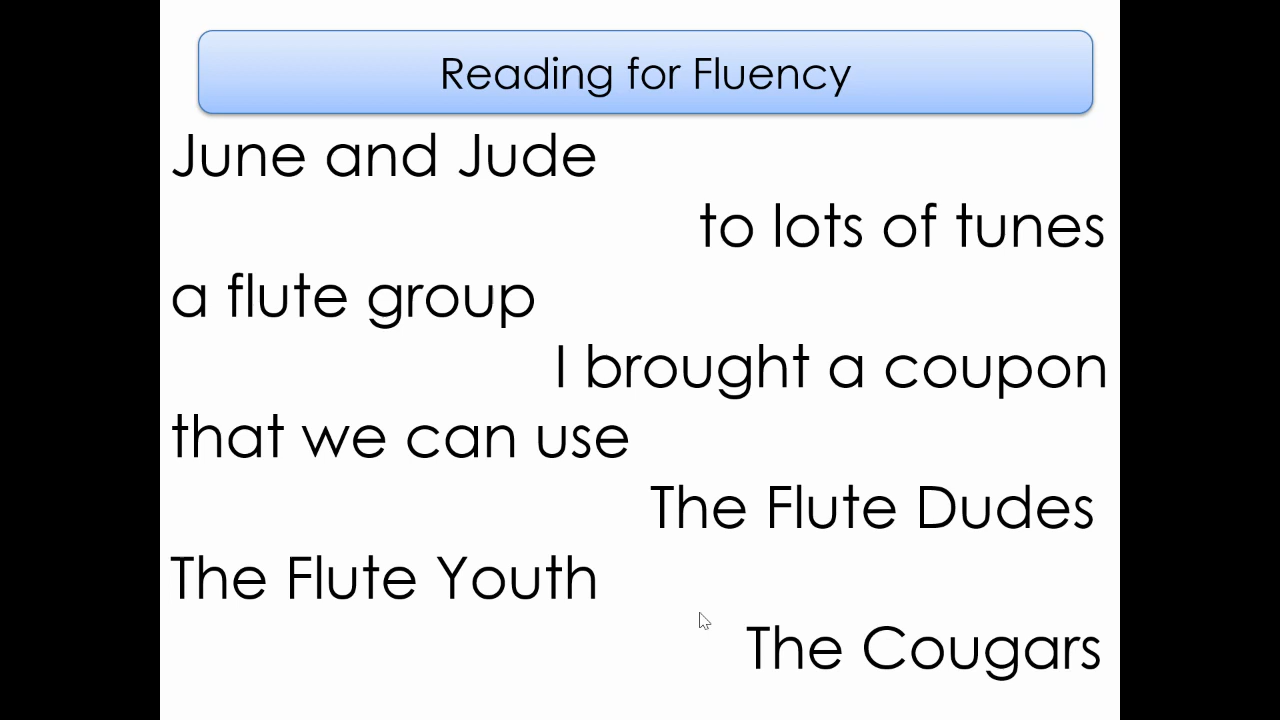 Reading for Fluency
June and Jude
to lots of tunes
a flute group
I brought a coupon
that we can use
The Flute Dudes
The Flute Youth
The Cougars